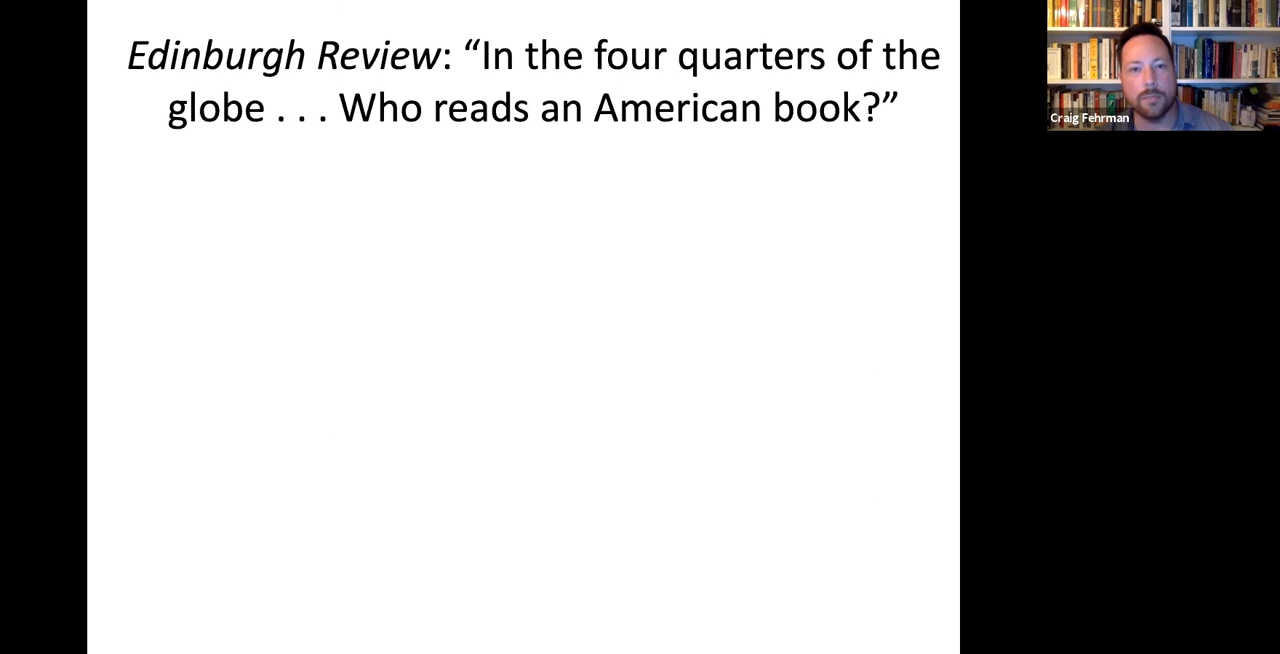 Edinburgh Review: “In the four quarters of the
globe . . . Who reads an American book?”
Craig Fehrman